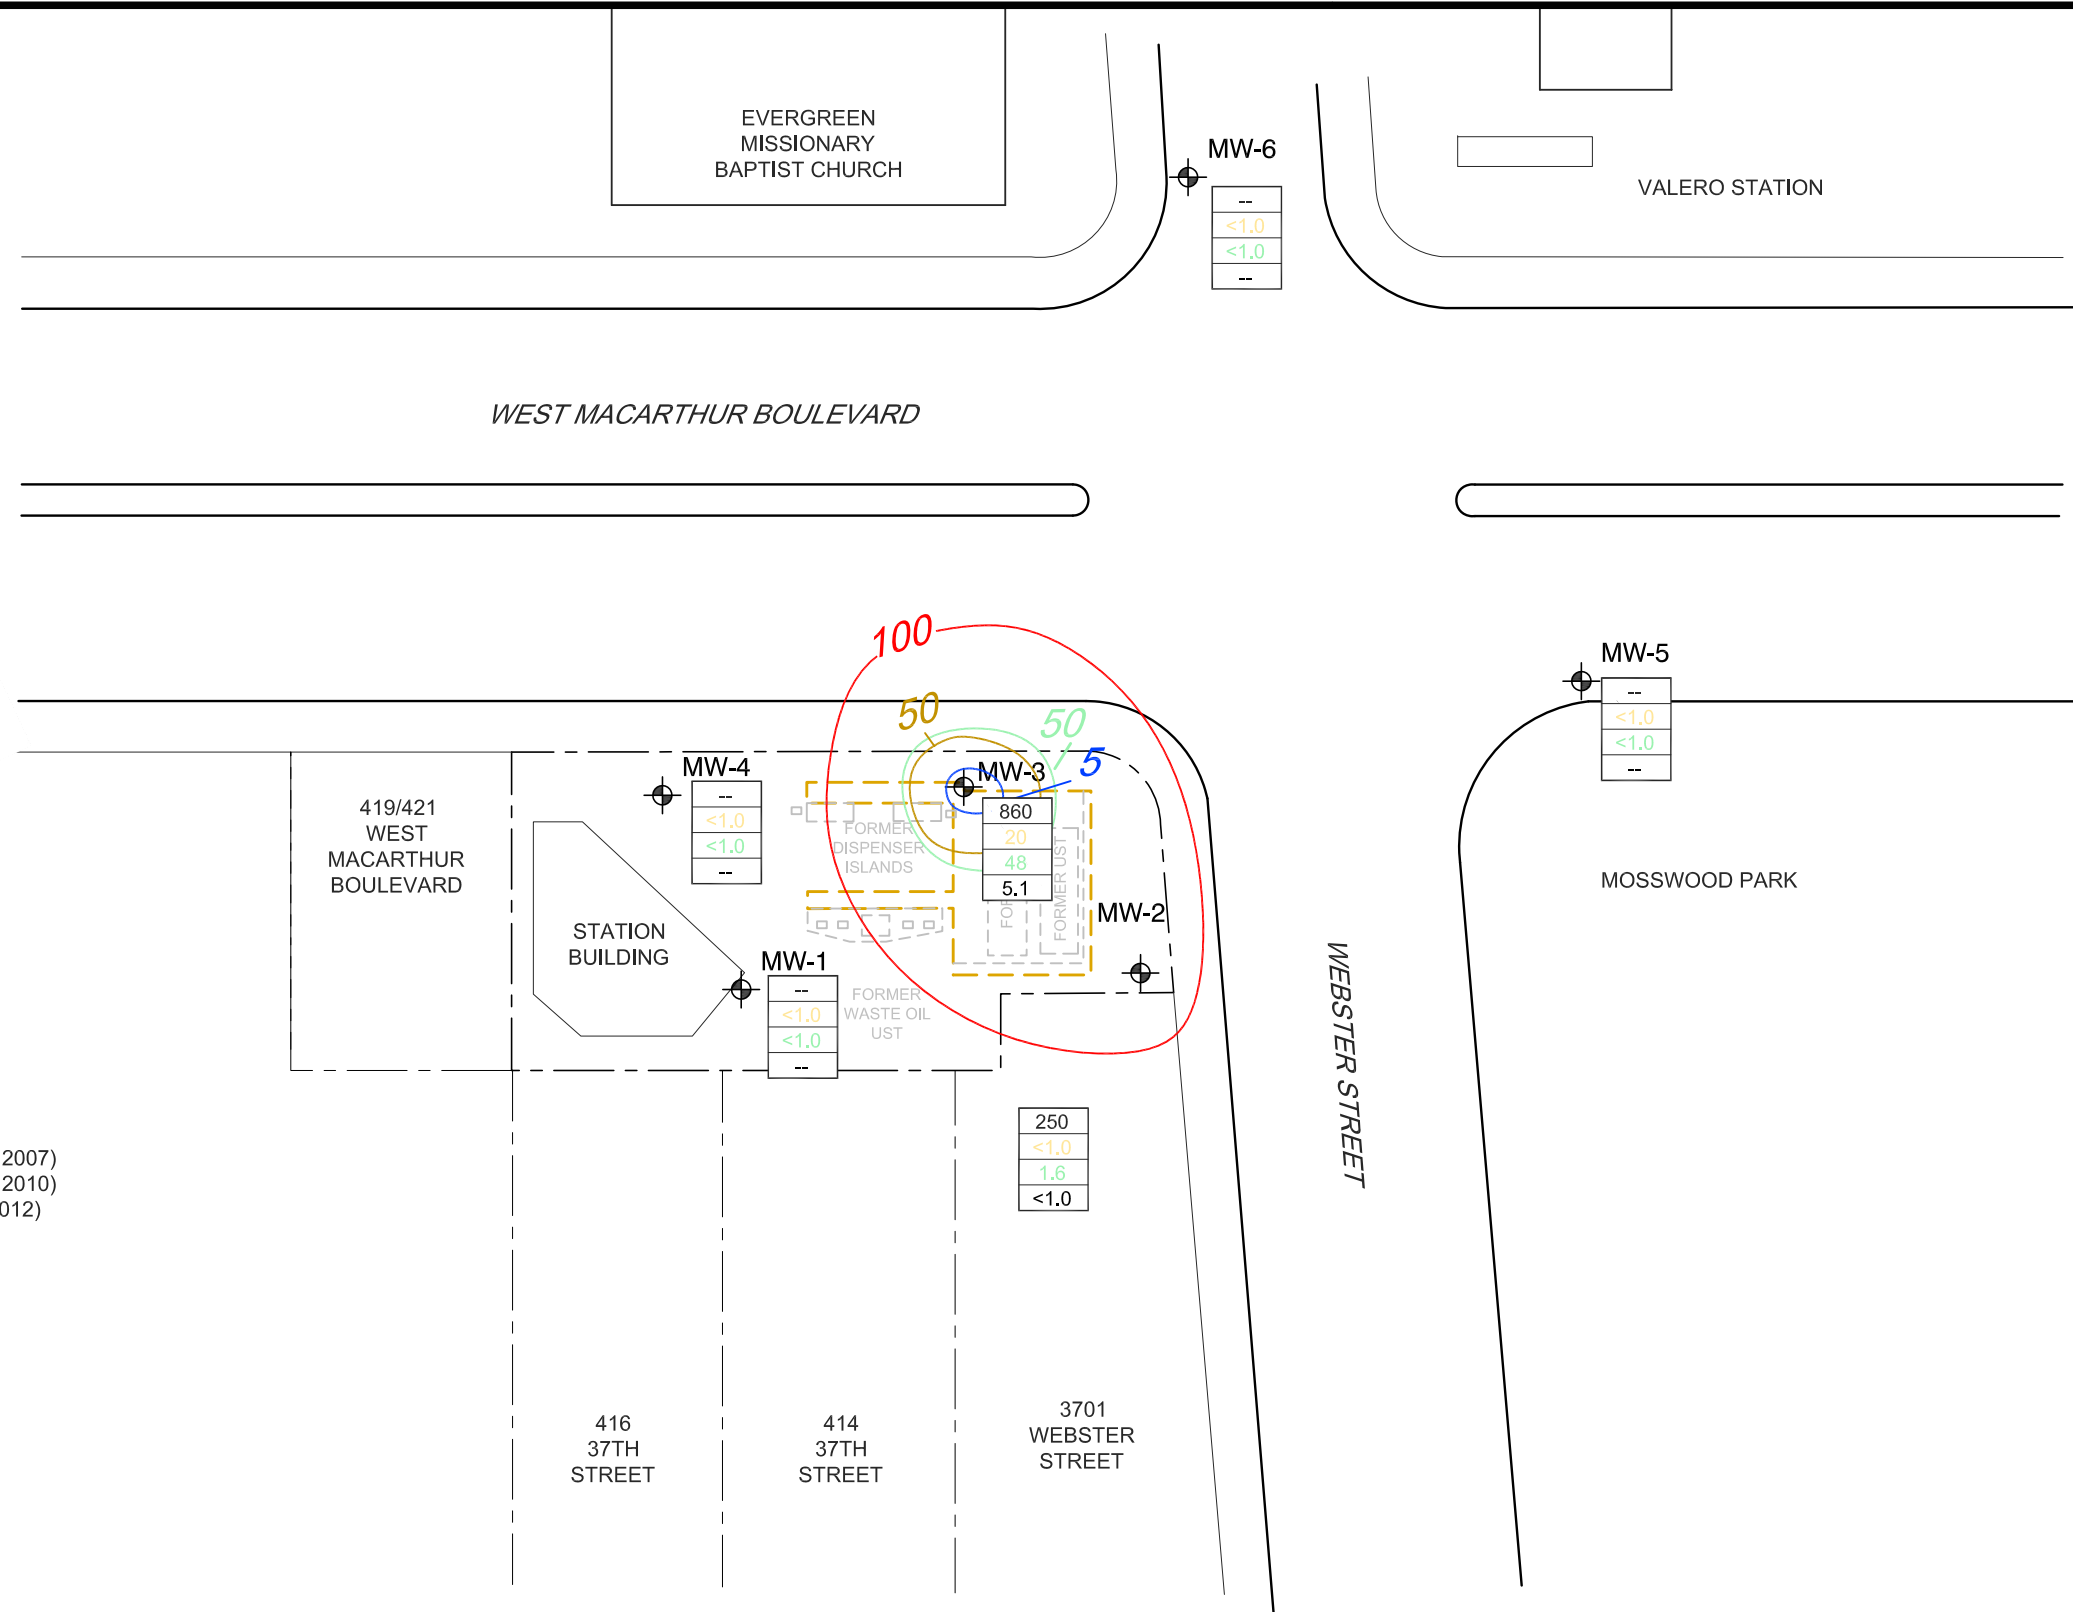 EVERGREEN
MISSIONARY
BAPTIST CHURCH
MW-6
--
<1.0
<1.0
--
VALERO STATION
WEST MACARTHUR BOULEVARD
100
50
50
5
MW-5
--
<1.0
<1.0
--
MW-4
--
<1.0
<1.0
--
MW-3
860
20
48
5.1
419/421
WEST
MACARTHUR
BOULEVARD
FORMER
DISPENSER
ISLANDS
FORMER UST
MW-2
MOSSWOOD PARK
STATION
BUILDING
MW-1
--
<1.0
<1.0
--
FORMER
WASTE OIL
UST
WEBSTER STREET
250
<1.0
1.6
<1.0
2007)
2010)
012)
416
37TH
STREET
414
37TH
STREET
3701
WEBSTER
STREET